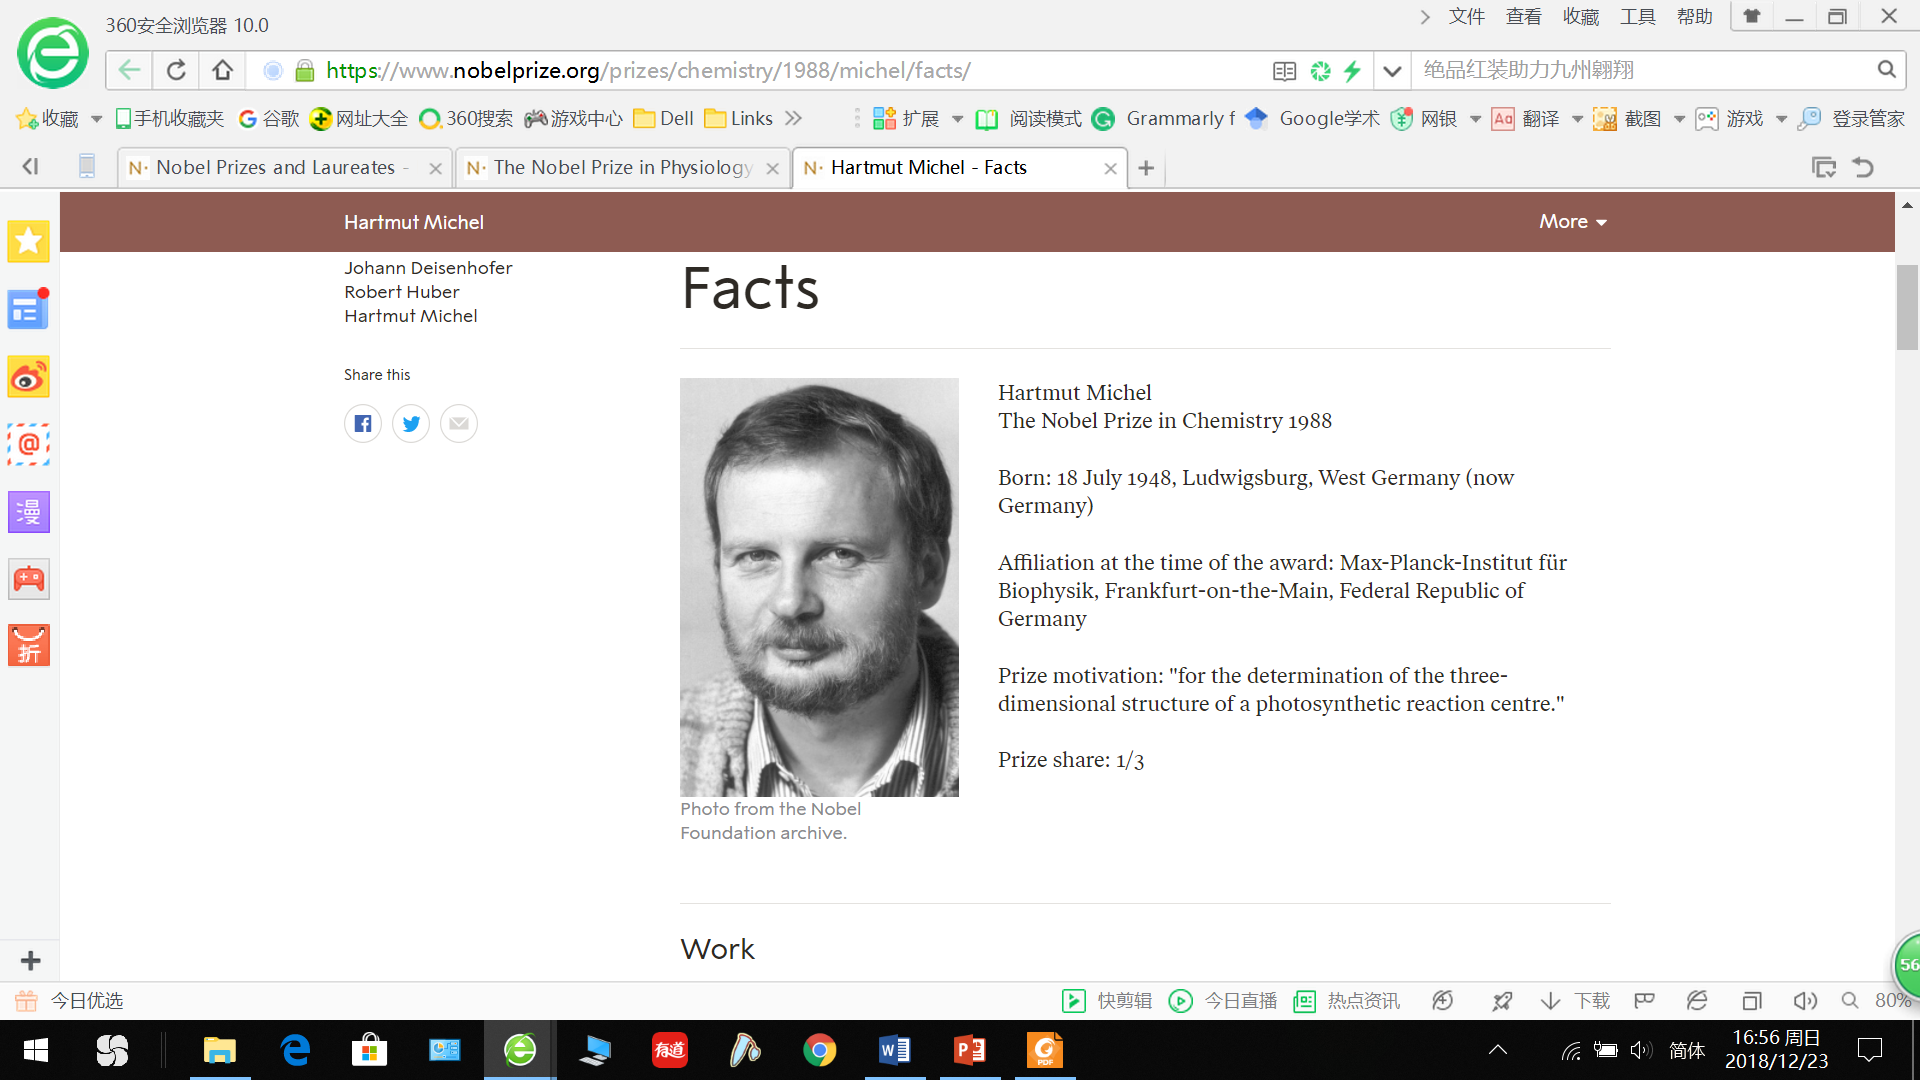 360安全浏览器 10.0
文件 查看 收藏 工具 帮助
https://www.nobelprize.org/prizes/chemistry/1988/michel/facts/
绝品红装助力九州翱翔
收藏 手机收藏夹 谷歌 网址大全 360搜索 游戏中心 Dell Links
扩展 阅读模式 Grammarly f Google学术 网银 翻译 截图 游戏 登录管家
Nobel Prizes and Laureates -
The Nobel Prize in Physiology
Hartmut Michel - Facts
Hartmut Michel
More
Johann Deisenhofer
Robert Huber
Hartmut Michel
Share this
Facts
Hartmut Michel
The Nobel Prize in Chemistry 1988
Born: 18 July 1948, Ludwigsburg, West Germany (now
Germany)
Affiliation at the time of the award: Max-Planck-Institut für
Biophysik, Frankfurt-on-the-Main, Federal Republic of
Germany
Prize motivation: "for the determination of the three-
dimensional structure of a photosynthetic reaction centre."
Prize share: 1/3
Photo from the Nobel
Foundation archive.
Work
漫
折
56
今日优选
快剪辑 今日直播 热点资讯 下载 80%
有道
简体
16:56 周日
2018/12/23